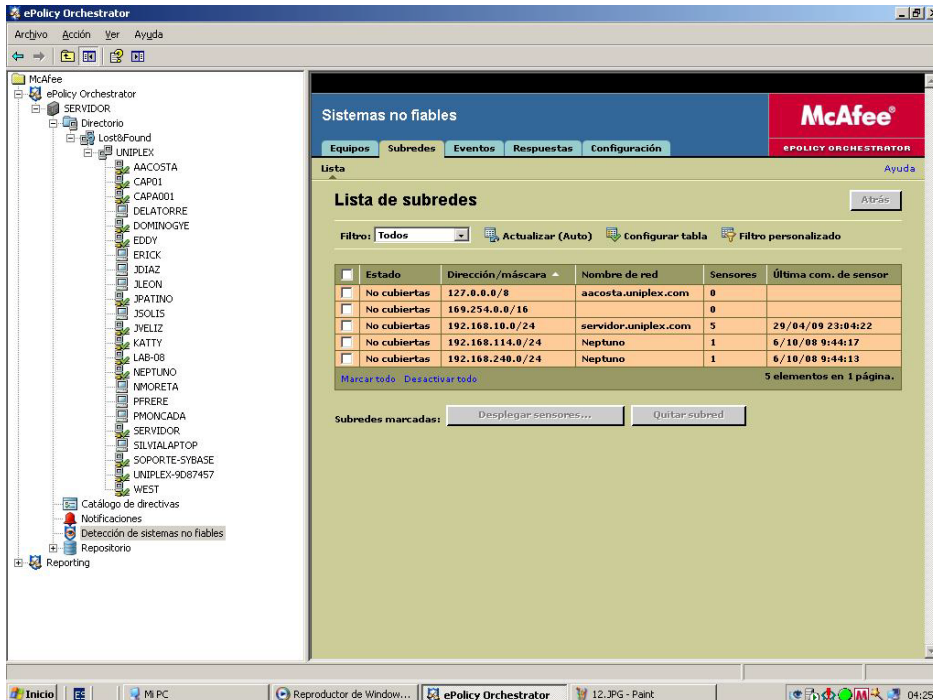 ePolicy Orchestrator
Archivo Acción Ver Ayuda
McAfee
ePolicy Orchestrator
SERVIDOR
Directorio
Lost&Found
UNIPLEX
AACOSTA
CAP01
CAPA001
DELATORRE
DOMINOGYE
EDDY
ERICK
JDIAZ
JLEON
JPATINO
JSOLIS
JVELIZ
KATTY
LAB-08
NEPTUNO
NMORETA
PFRERE
PMONCADA
SERVIDOR
SILVIALAPTOP
SOPORTE-SYBASE
UNIPLEX-9D87457
WEST
Catálogo de directivas
Notificaciones
Detección de sistemas no fiables
Repositorio
Reporting
Sistemas no fiables
McAfee®
EPOLICY ORCHESTRATOR
Equipos Subredes Eventos Respuestas Configuración
Lista Ayuda
Lista de subredes Atrás
Filtro: Todos Actualizar (Auto) Configurar tabla Filtro personalizado
Estado Dirección/máscara Nombre de red Sensores Última com. de sensor
No cubiertas 127.0.0.0/8 aacosta.uniplex.com 0
No cubiertas 169.254.0.0/16 0
No cubiertas 192.168.10.0/24 servidor.uniplex.com 5 29/04/09 23:04:22
No cubiertas 192.168.114.0/24 Neptuno 1 6/10/08 9:44:17
No cubiertas 192.168.240.0/24 Neptuno 1 6/10/08 9:44:13
Marcar todo Desactivar todo 5 elementos en 1 página.
Subredes marcadas: Desplegar sensores... Quitar subred
Inicio ES Mi PC Reproductor de Window... ePolicy Orchestrator 12.JPG - Paint 04:25